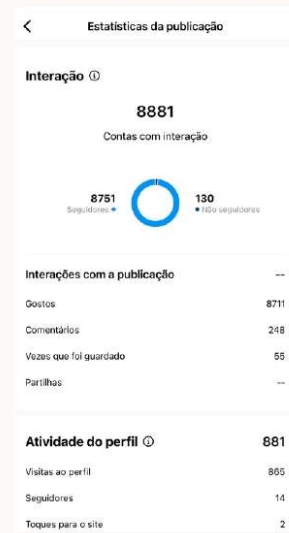 Estatísticas da publicação
Interação
8881
Contas com interação
8751
Seguidores
130
Não seguidores
Interações com a publicação --
Gostos 8711
Comentários 248
Vezes que foi guardado 55
Partilhas --
Atividade do perfil 881
Visitas ao perfil 865
Seguidores 14
Toques para o site 2